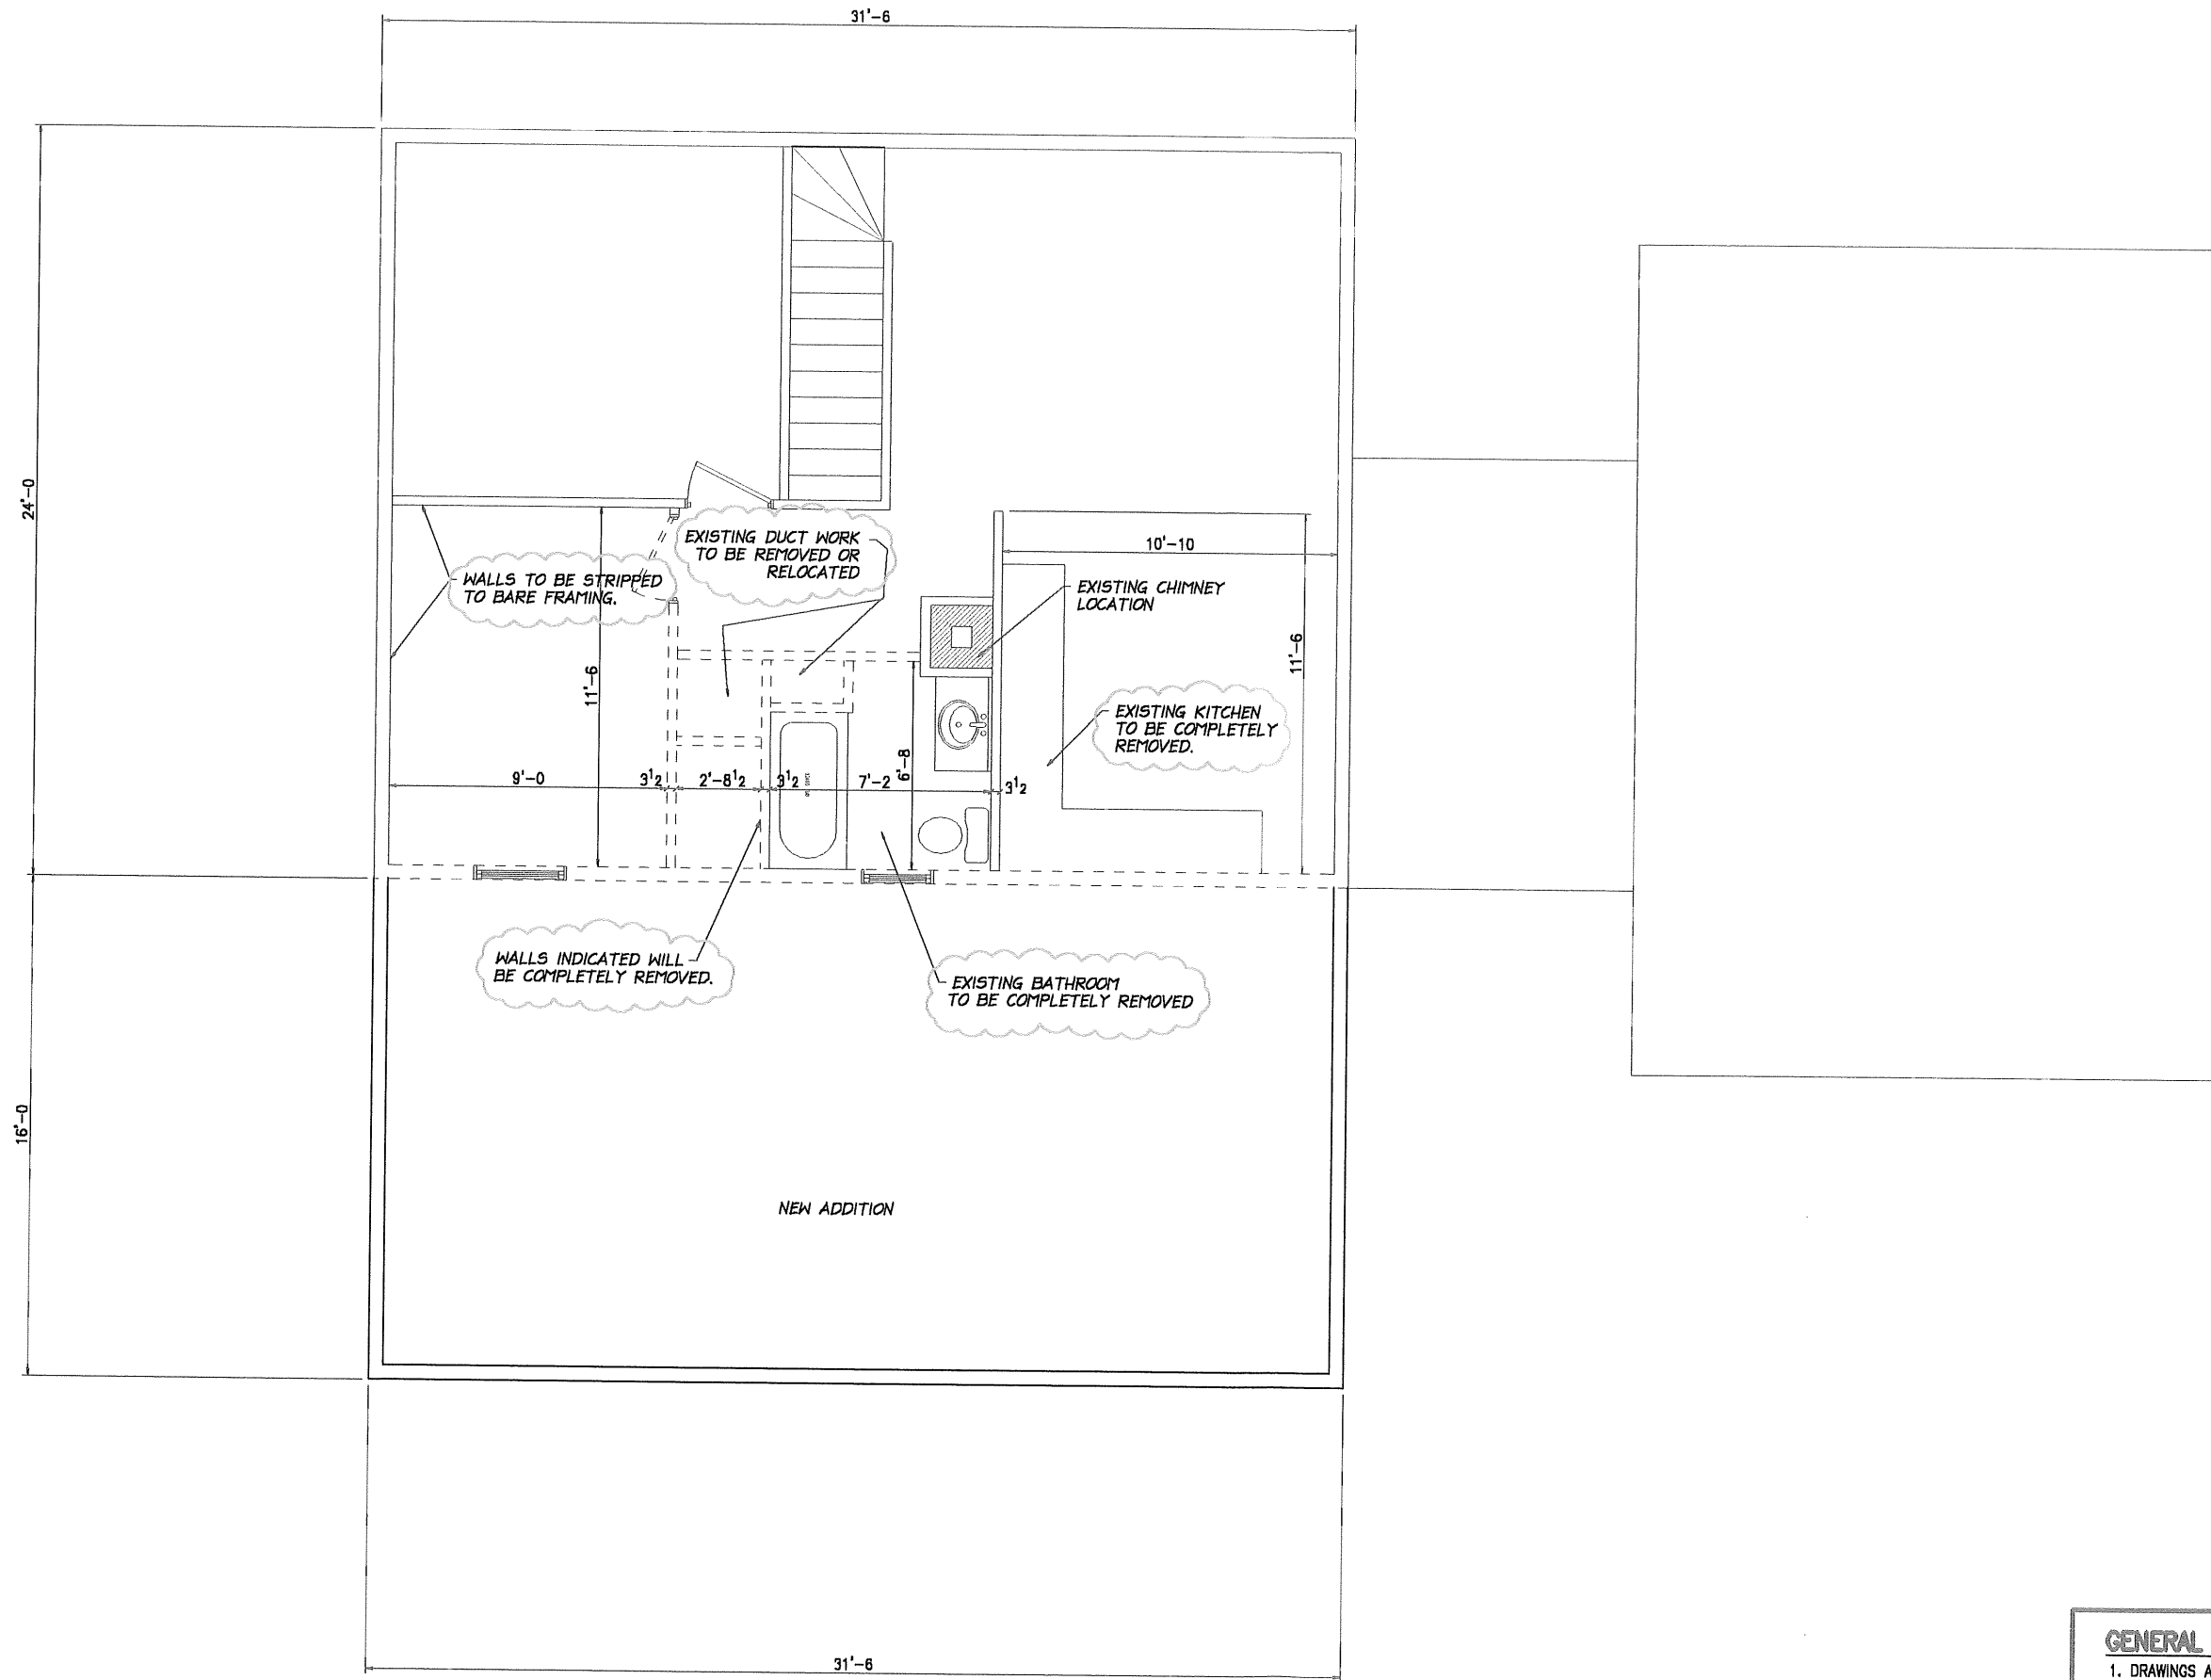 31'-6
24'-0
EXISTING DUCT WORK
TO BE REMOVED OR
RELOCATED
10'-10
WALLS TO BE STRIPPED
TO BARE FRAMING.
EXISTING CHIMNEY
LOCATION
11'-6
11'-6
EXISTING KITCHEN
TO BE COMPLETELY
REMOVED.
6'-8
9'-0
3 1/2
2'-8 1/2
3 1/2
7'-2
3 1/2
WALLS INDICATED WILL
BE COMPLETELY REMOVED.
EXISTING BATHROOM
TO BE COMPLETELY REMOVED
16'-0
NEW ADDITION
31'-6
GENERAL
1. DRAWINGS A